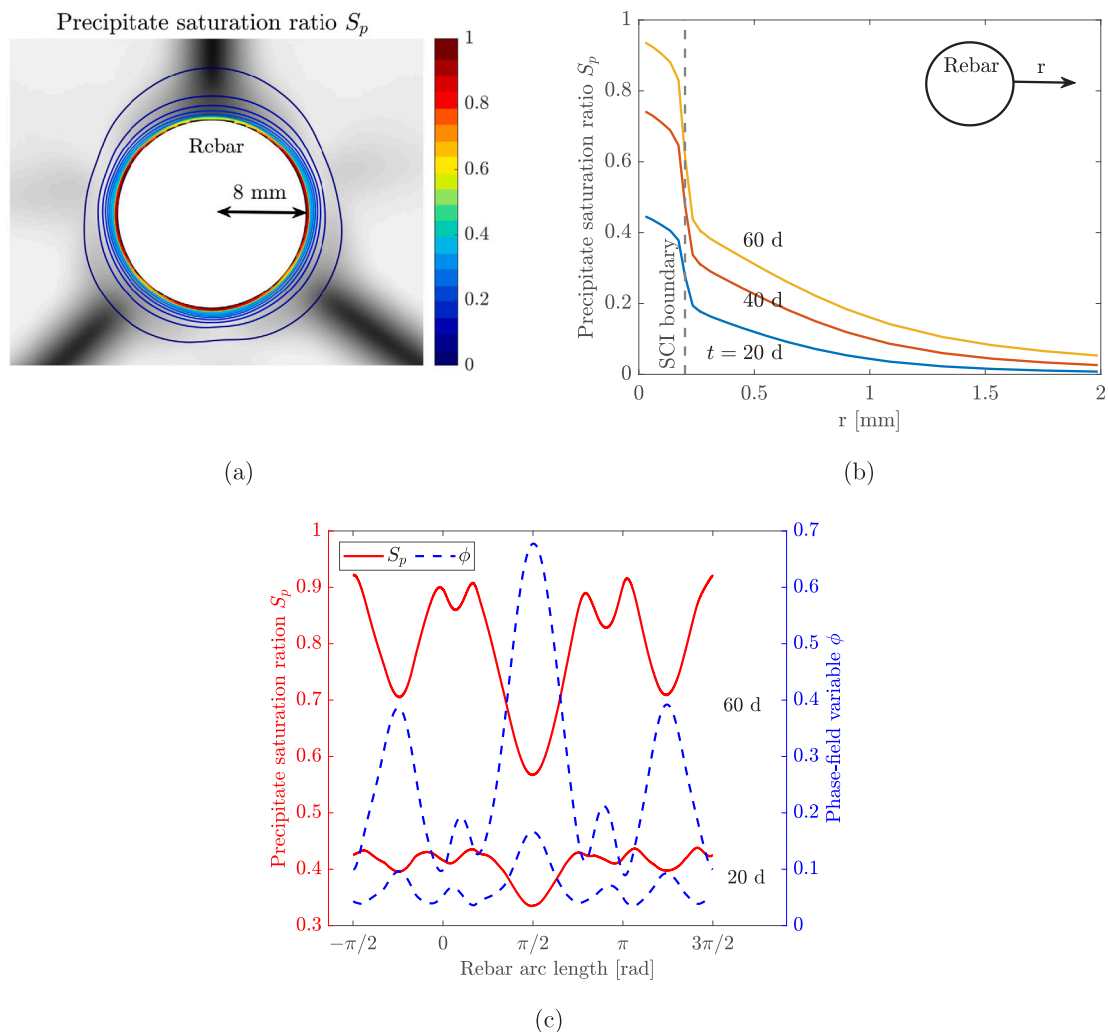 Precipitate saturation ratio $S_p$
1
0.8
0.6
0.4
0.2
0
Rebar
8 mm
(a)
Precipitate saturation ratio $S_p$
1
0.8
0.6
0.4
0.2
0
Rebar
r
60 d
40 d
t = 20 d
SCI boundary
0
0.5
1
1.5
2
r [mm]
(b)
Precipitate saturation ration $S_p$
1
0.9
0.8
0.7
0.6
0.5
0.4
0.3
$S_p$
ϕ
60 d
20 d
0.7
0.6
0.5
0.4
0.3
0.2
0.1
0
Phase-field variable ϕ
−π/2
0
π/2
π
3π/2
Rebar arc length [rad]
(c)